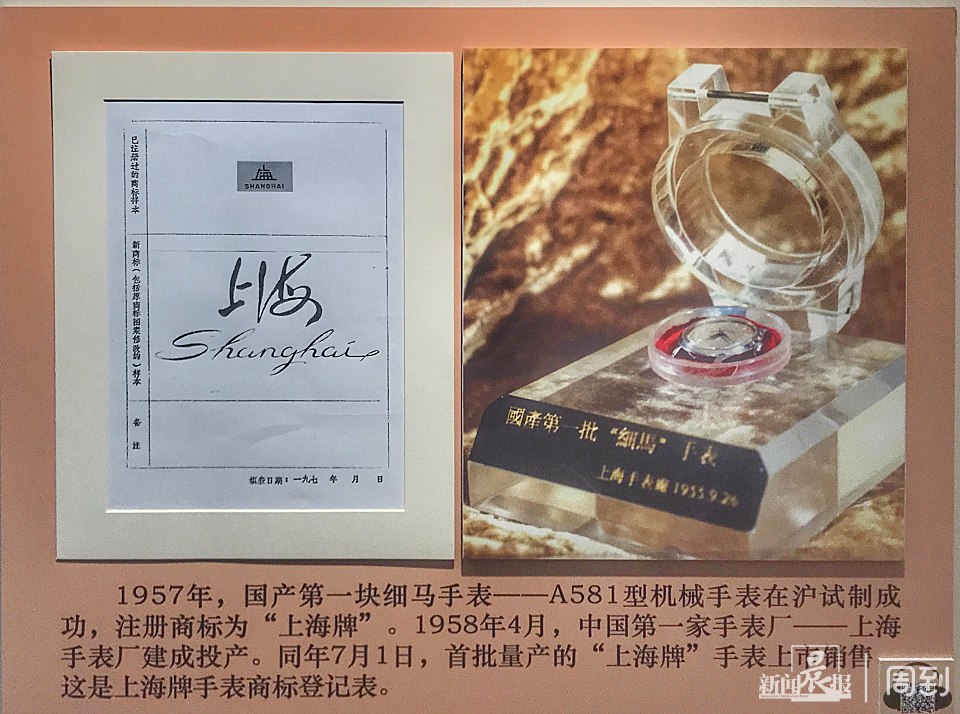 已注册过的商标样本
上海
SHANGHAI
新商标(包括原商标图案修改的)样本
上海
Shanghai
备注
填表日期:一九七 年 月 日
國產第一批“細馬”手表
上海手表廠 1955 9.26
1957年,国产第一块细马手表——A581型机械手表在沪试制成
功,注册商标为“上海牌”。1958年4月,中国第一家手表厂——上海
手表厂建成投产。同年7月1日,首批量产的“上海牌”手表上市销售
这是上海牌手表商标登记表。
新闻晨报
周到